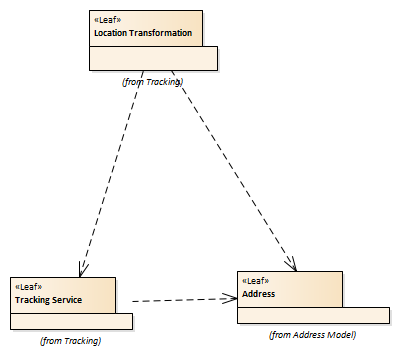 «Leaf»
Location Transformation
(from Tracking)
«Leaf»
Tracking Service
(from Tracking)
«Leaf»
Address
(from Address Model)